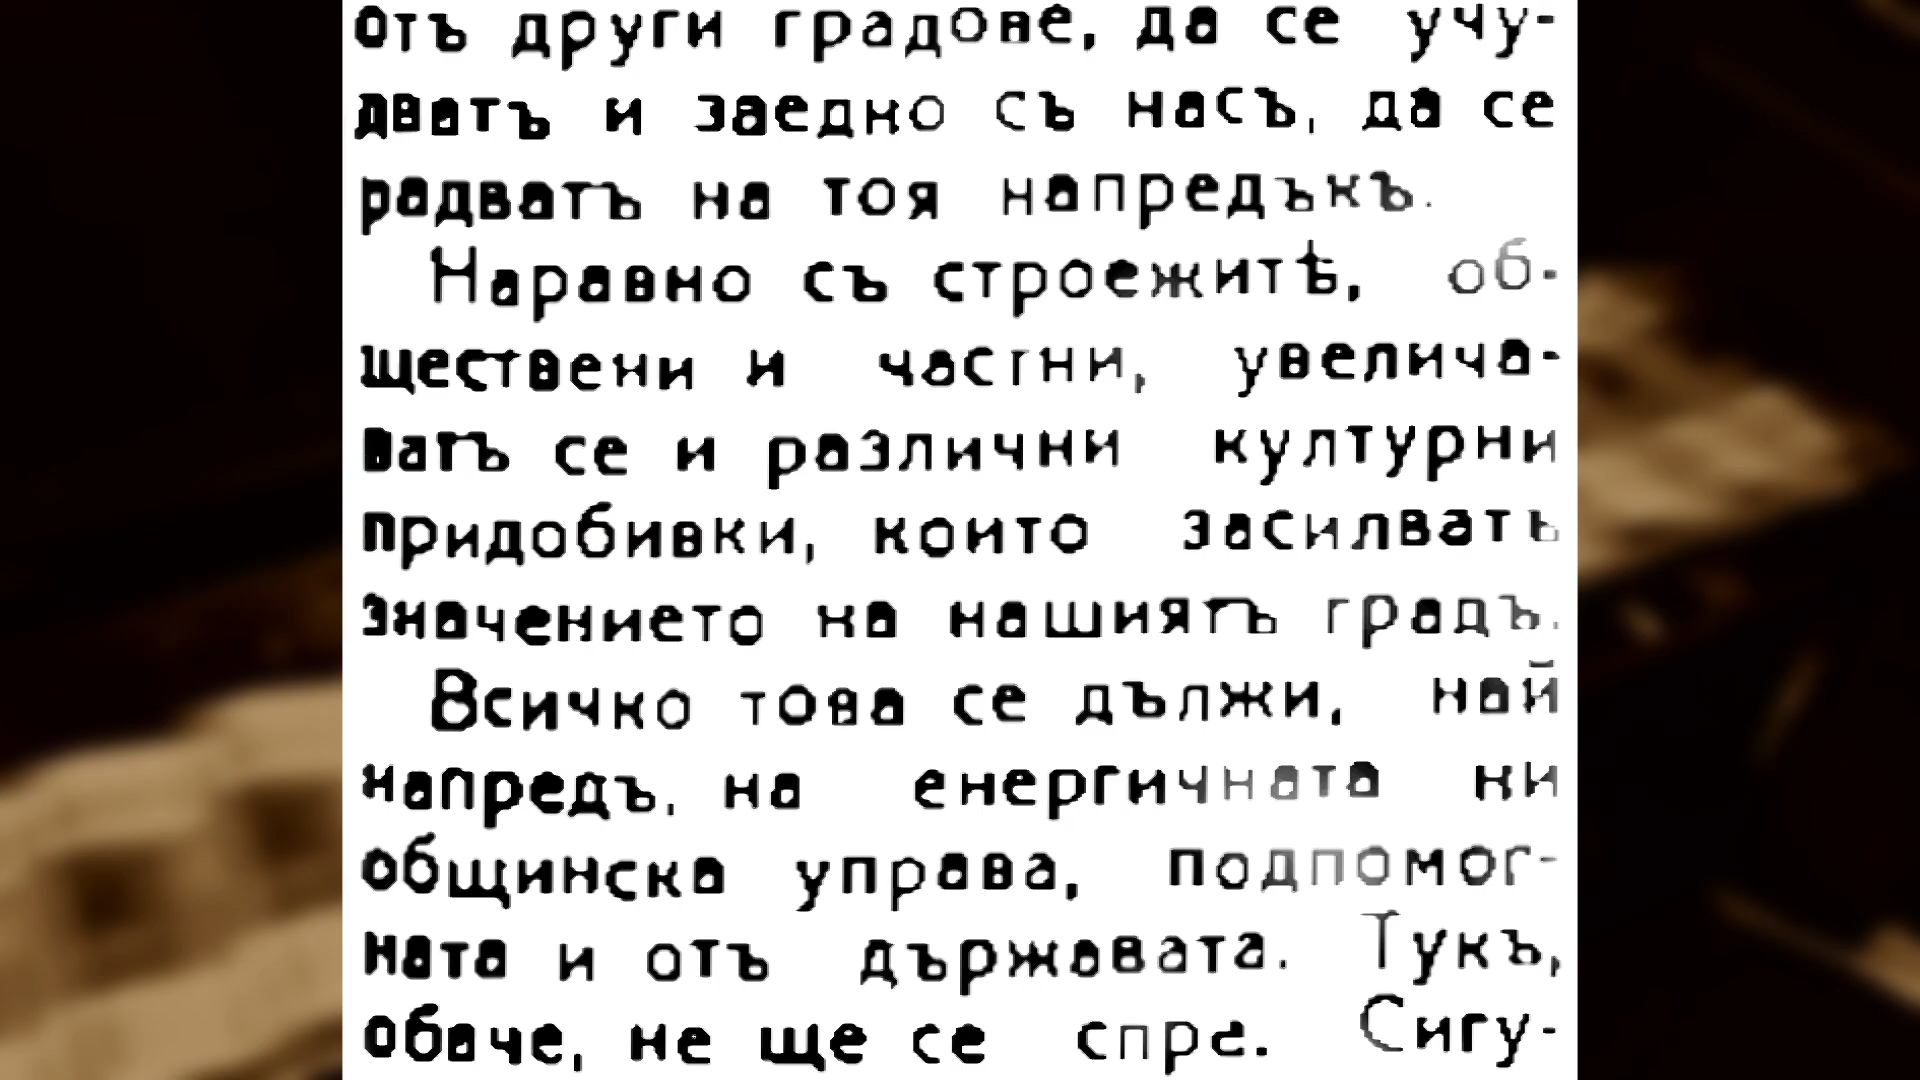 отъ други градове, да се учу-
дватъ и заедно съ насъ, да се
радватъ на тоя напредъкъ.
Наравно съ строежитѣ, об-
ществени и частни, увелича-
ватъ се и различни културни
придобивки, които засилватъ
значението на нашиятъ градъ.
Всичко това се дължи, най
напредъ, на енергичната ни
общинска управа, подпомог-
ната и отъ държавата. Тукъ,
обаче, не ще се спре. Сигу-